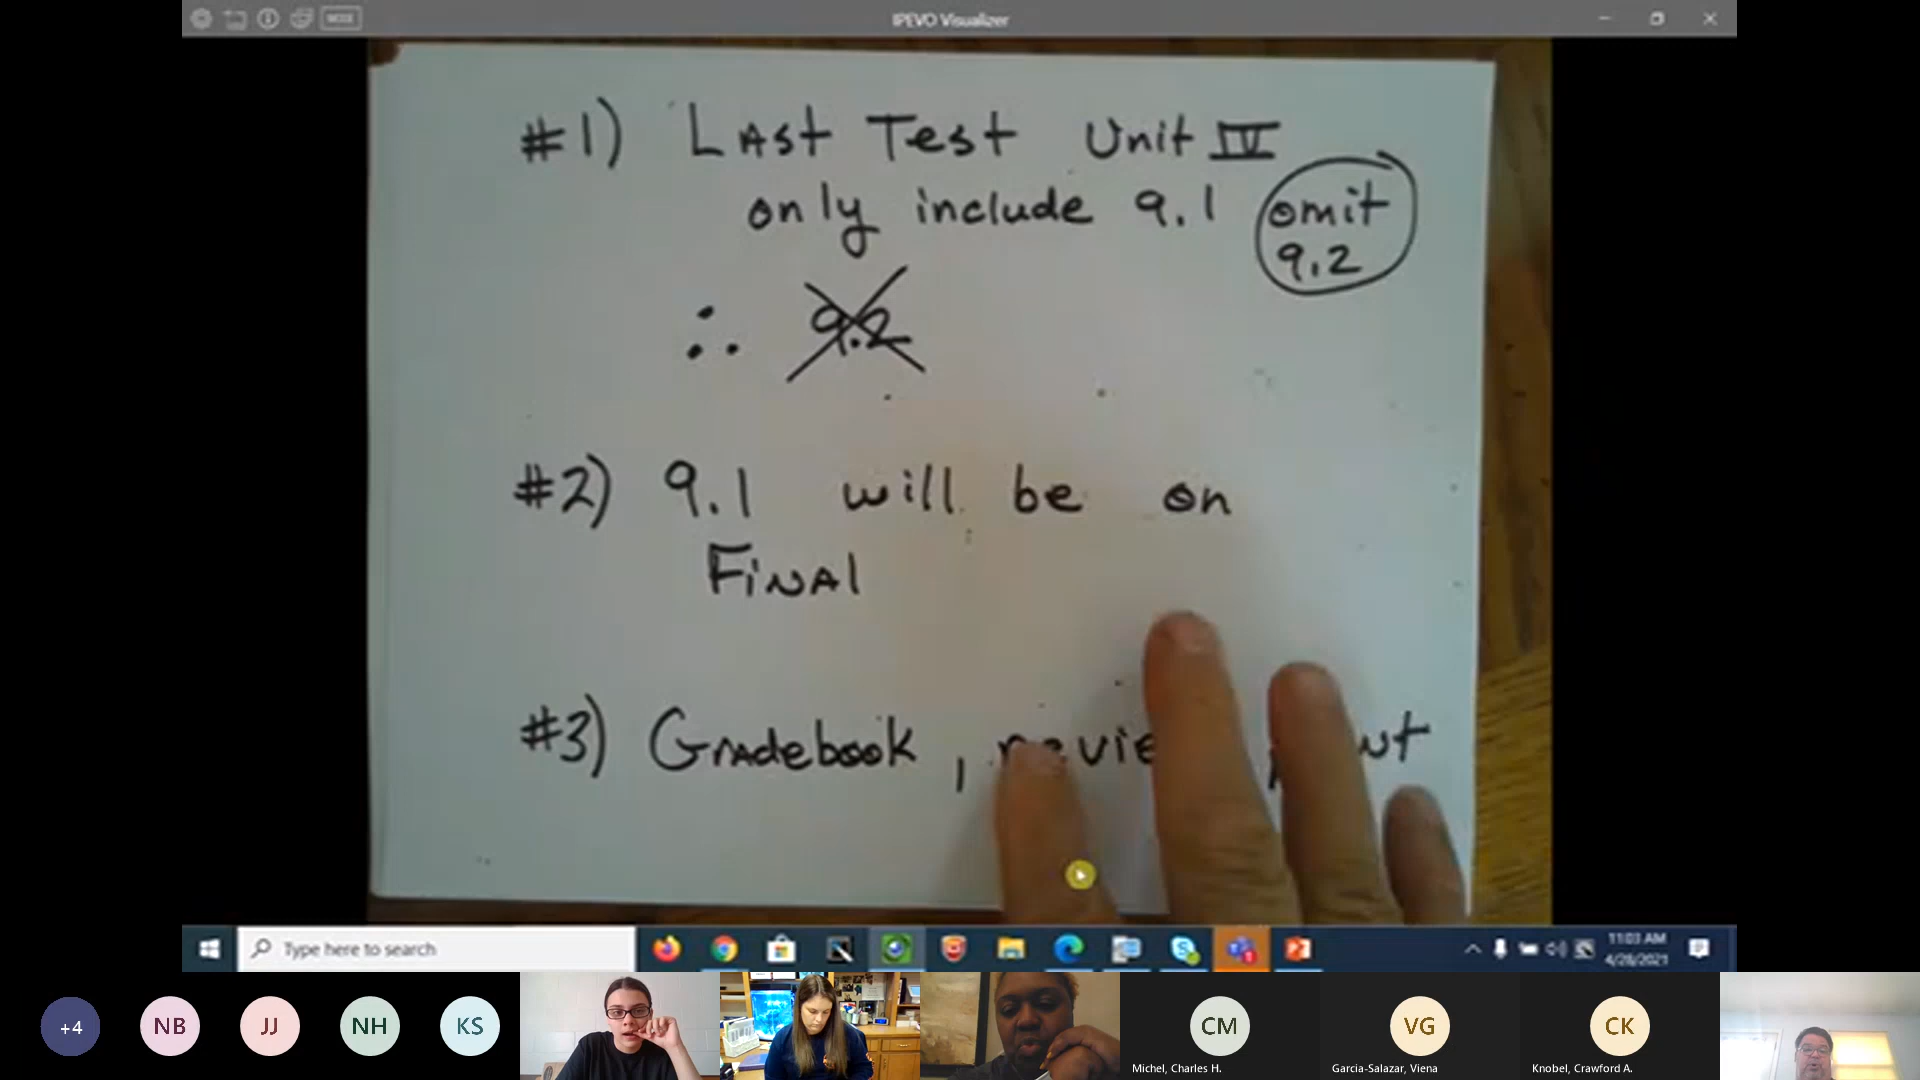 MODE
IPEVO Visualizer
#1) LAST TEST Unit IV
only include 9.1 omit
9.2
∴ 9.2
#2) 9.1 will be on
FINAL
#3) Gradebook,
Type here to search
11:03 AM
4/28/2021
+4 NB JJ NH KS CM VG CK
Michel, Charles H. Garcia-Salazar, Viena Knobel, Crawford A.